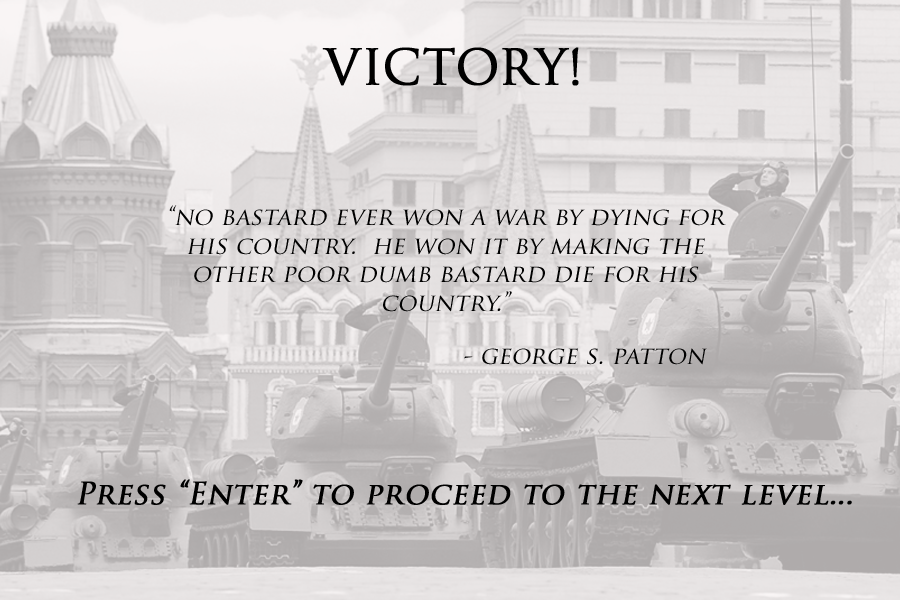 VICTORY!
“NO BASTARD EVER WON A WAR BY DYING FOR
HIS COUNTRY.  HE WON IT BY MAKING THE
OTHER POOR DUMB BASTARD DIE FOR HIS
COUNTRY.”
- GEORGE S. PATTON
PRESS “ENTER” TO PROCEED TO THE NEXT LEVEL...